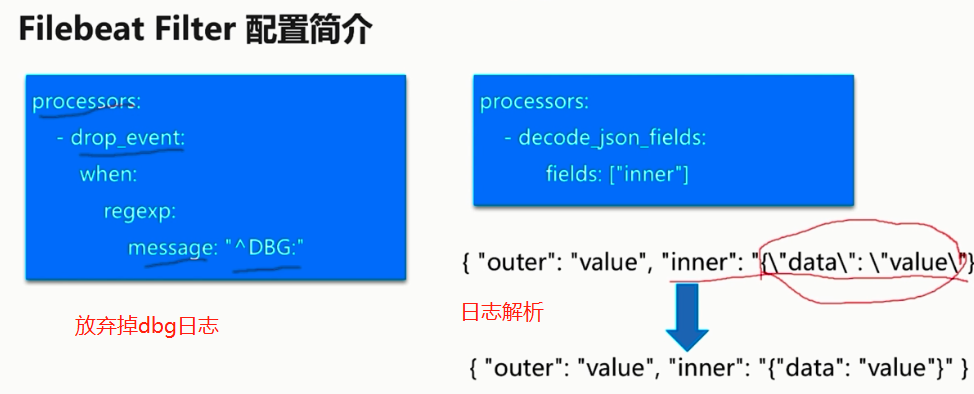 Filebeat Filter 配置简介
processors:
- drop_event:
when:
regexp:
message: "^DBG:"
放弃掉dbg日志
processors:
- decode_json_fields:
fields: ["inner"]
{ "outer": "value", "inner": "{\"data\": \"value\"}
日志解析
{ "outer": "value", "inner": "{"data": "value"}" }